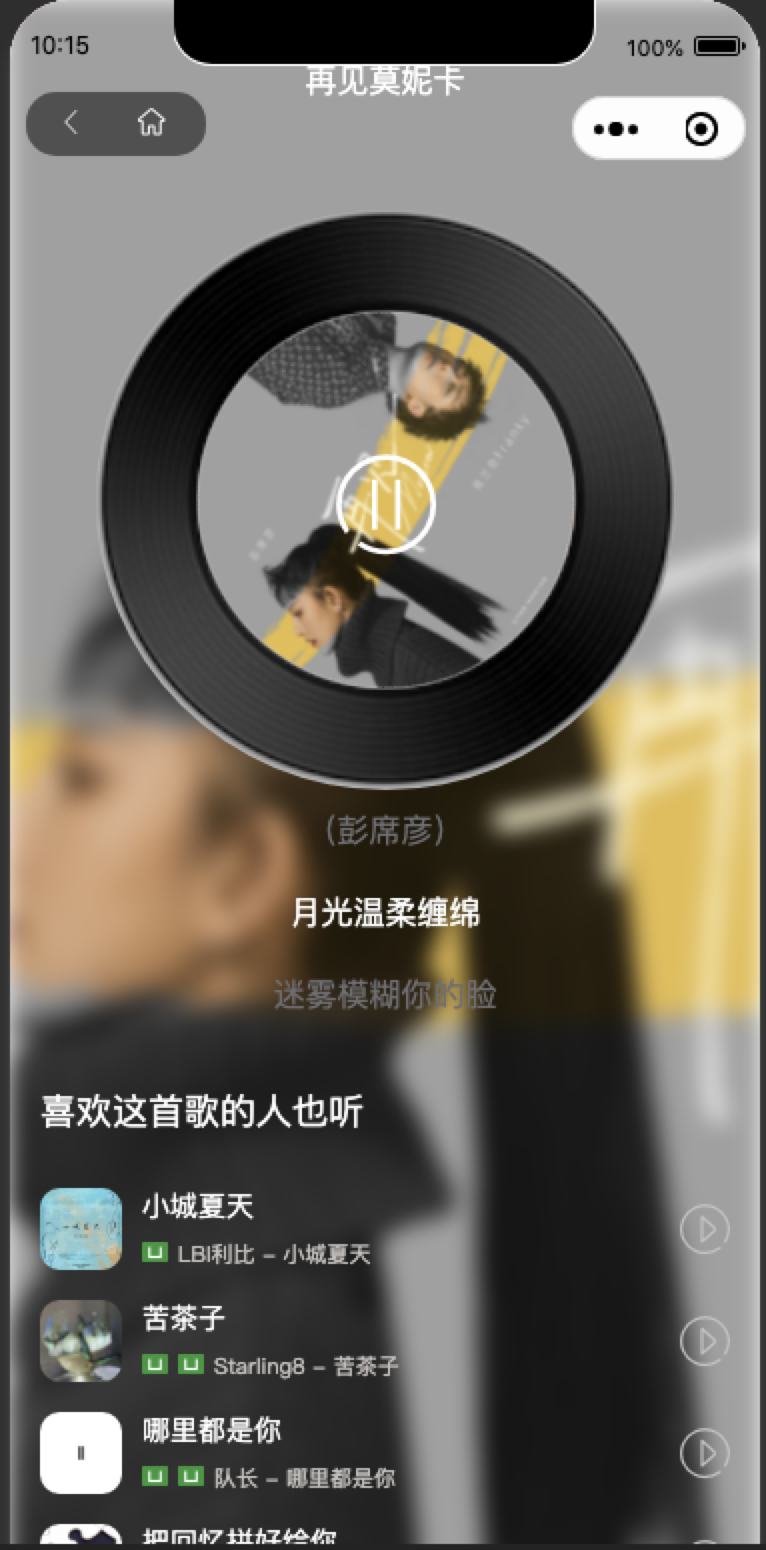 10:15
100%
再见莫妮卡
(彭席彦)
月光温柔缠绵
迷雾模糊你的脸
喜欢这首歌的人也听
小城夏天
LBI利比 – 小城夏天
苦茶子
Starling8 – 苦茶子
哪里都是你
队长 – 哪里都是你
把回忆拼好给你